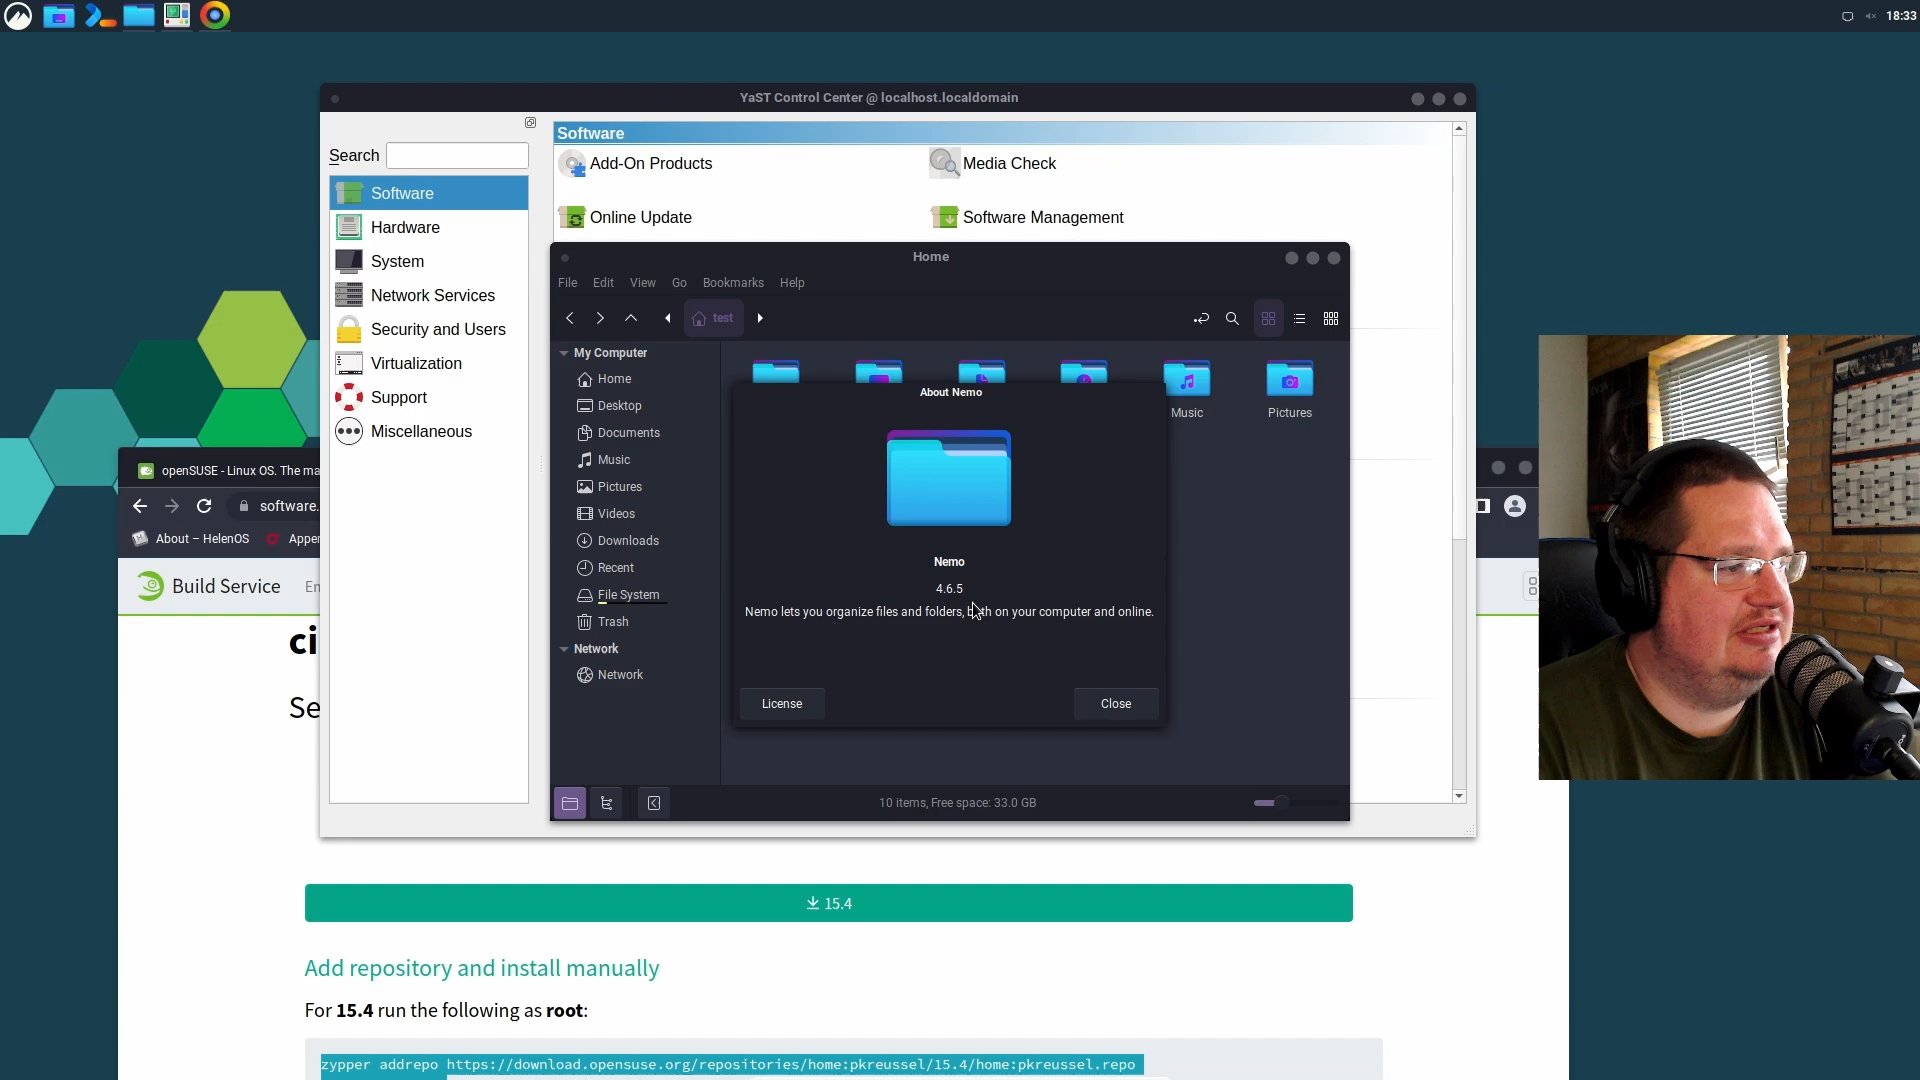 18:33
YaST Control Center @ localhost.localdomain
Search
Software
Hardware
System
Network Services
Security and Users
Virtualization
Support
Miscellaneous
Software
Add-On Products
Media Check
Online Update
Software Management
Home
File Edit View Go Bookmarks Help
test
My Computer
Home
Desktop
Documents
Music
Pictures
Videos
Downloads
Recent
File System
Trash
Network
Network
Music
Pictures
About Nemo
Nemo
4.6.5
Nemo lets you organize files and folders, both on your computer and online.
License
Close
10 items, Free space: 33.0 GB
openSUSE - Linux OS. The ma
software.
About – HelenOS
Apper
Build Service
En
ci
Se
15.4
Add repository and install manually
For 15.4 run the following as root:
zypper addrepo https://download.opensuse.org/repositories/home:pkreussel/15.4/home:pkreussel.repo